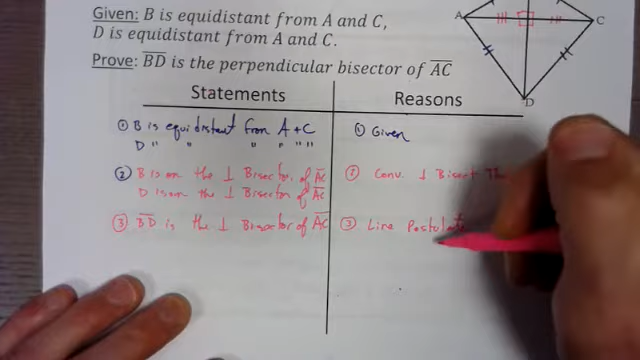 Given: B is equidistant from A and C,
D is equidistant from A and C.
Prove: BD is the perpendicular bisector of AC
A
C
D
Statements
Reasons
① B is equidistant from A + C
① Given
D " " " " " "
② B is on the ⊥ Bisector of AC
② Conv. ⊥ Bisect
D is on the ⊥ Bisector of AC
③ BD is the ⊥ Bisector of AC
③ Line Postulate